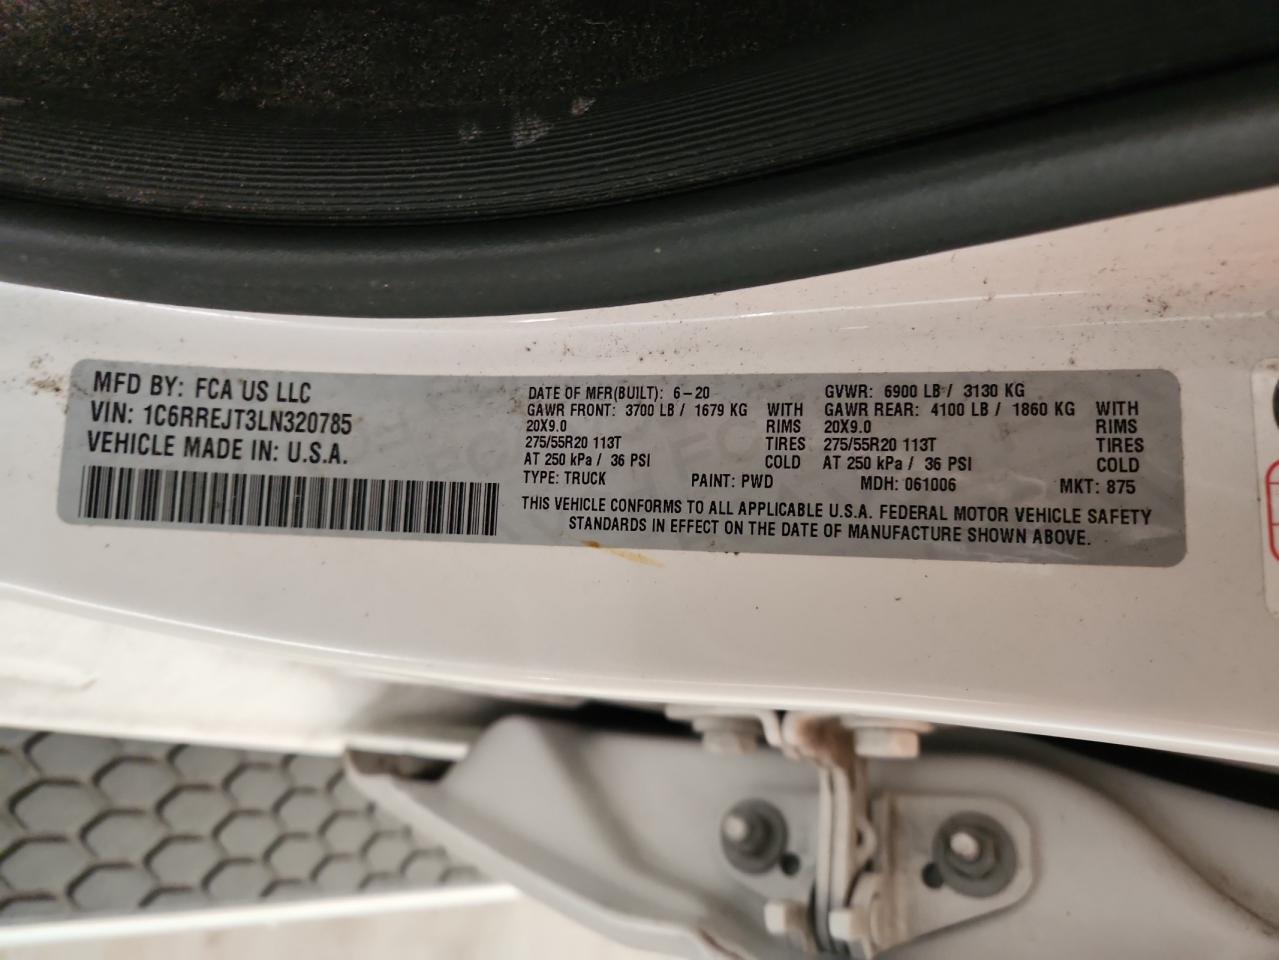 MFD BY: FCA US LLC
VIN: 1C6RREJT3LN320785
VEHICLE MADE IN: U.S.A.
DATE OF MFR(BUILT): 6-20 GVWR: 6900 LB / 3130 KG
GAWR FRONT: 3700 LB / 1679 KG WITH GAWR REAR: 4100 LB / 1860 KG WITH
20X9.0 RIMS 20X9.0 RIMS
275/55R20 113T TIRES 275/55R20 113T TIRES
AT 250 kPa / 36 PSI COLD AT 250 kPa / 36 PSI COLD
TYPE: TRUCK PAINT: PWD MDH: 061006 MKT: 875
THIS VEHICLE CONFORMS TO ALL APPLICABLE U.S.A. FEDERAL MOTOR VEHICLE SAFETY
STANDARDS IN EFFECT ON THE DATE OF MANUFACTURE SHOWN ABOVE.